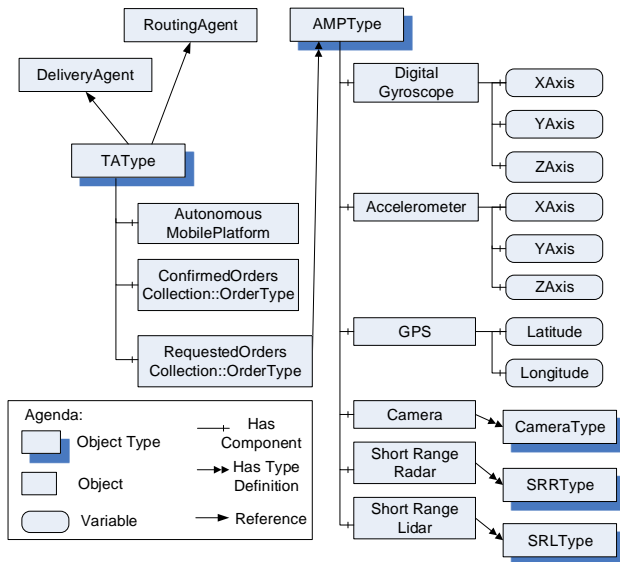 RoutingAgent
DeliveryAgent
TAType
Autonomous
MobilePlatform
ConfirmedOrders
Collection::OrderType
RequestedOrders
Collection::OrderType
AMPType
Digital
Gyroscope
XAxis
YAxis
ZAxis
Accelerometer
XAxis
YAxis
ZAxis
GPS
Latitude
Longitude
Camera
CameraType
Short Range
Radar
SRRType
Short Range
Lidar
SRLType
Agenda:
Object Type
Object
Variable
Has
Component
Has Type
Definition
Reference